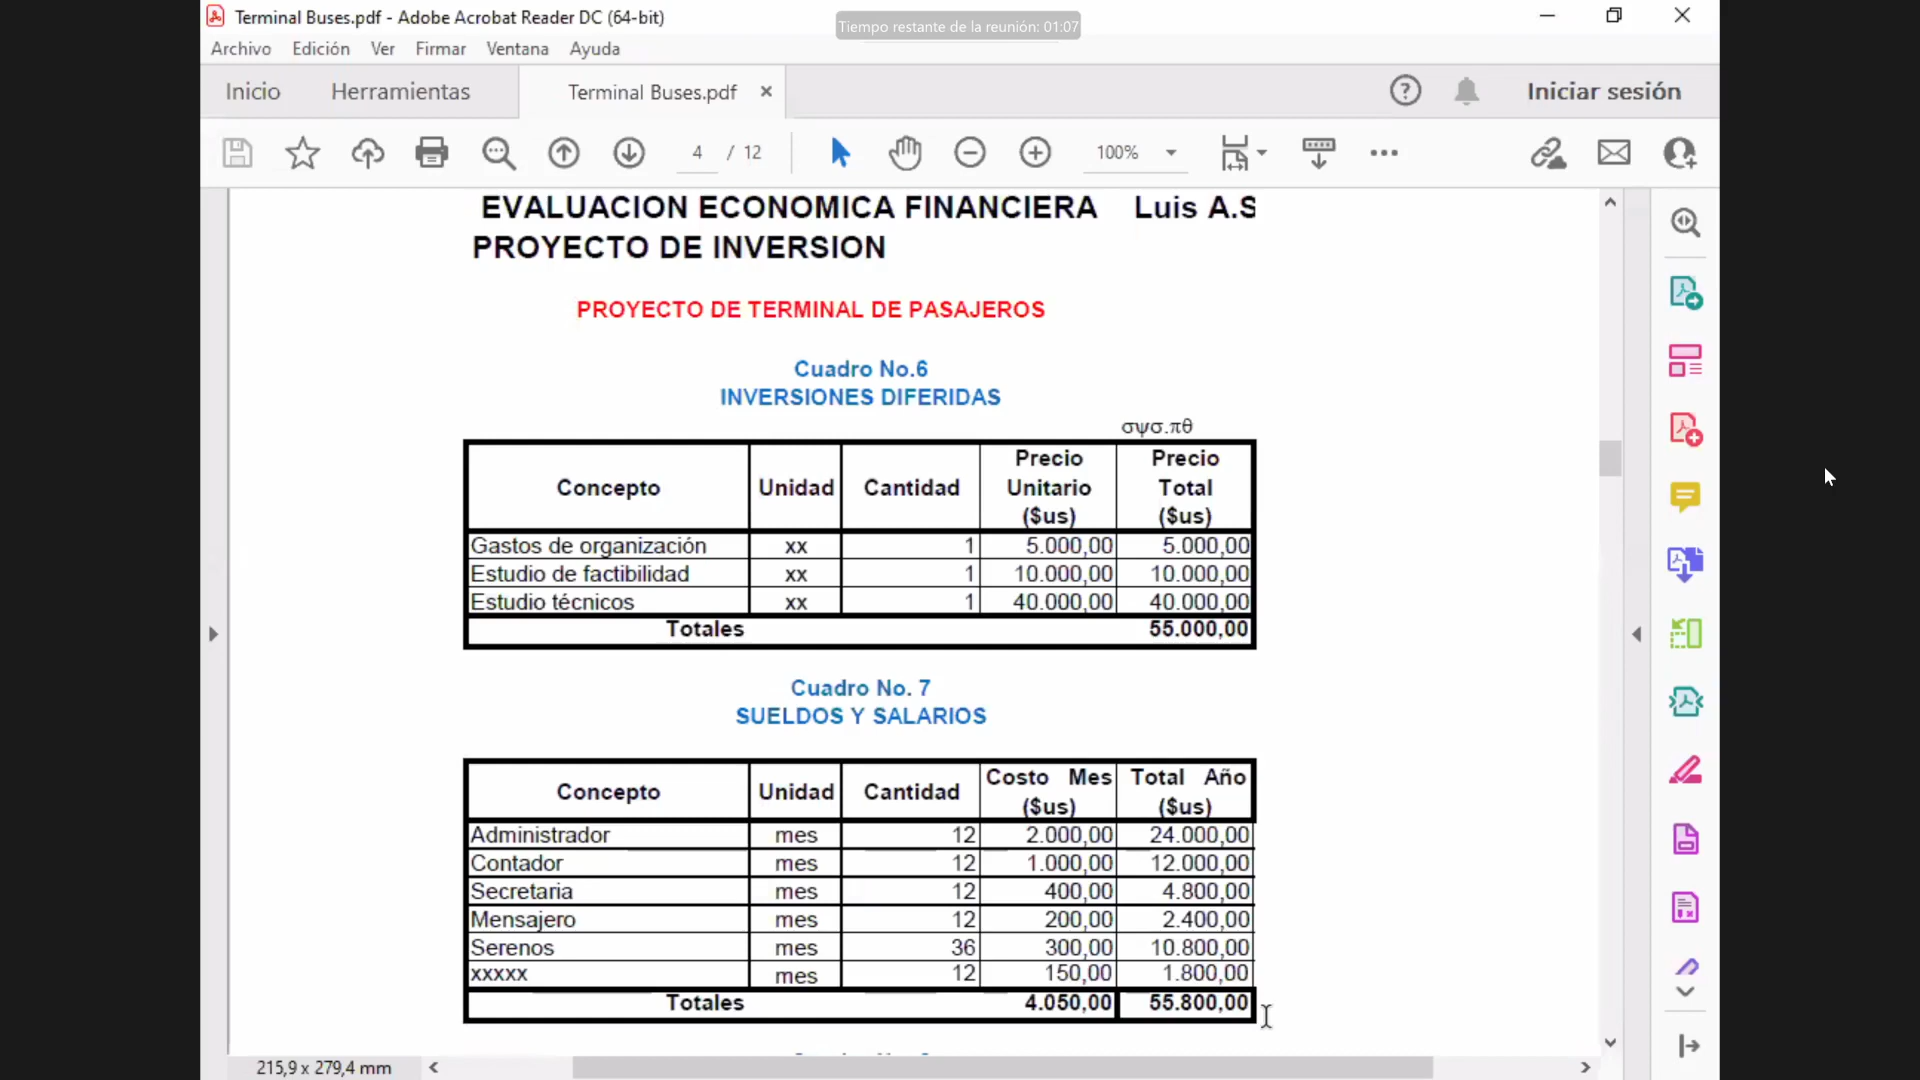 Terminal Buses.pdf - Adobe Acrobat Reader DC (64-bit)
Tiempo restante de la reunión: 01:07
Archivo Edición Ver Firmar Ventana Ayuda
Inicio Herramientas Terminal Buses.pdf Iniciar sesión
4 / 12 100%
EVALUACION ECONOMICA FINANCIERA Luis A.S
PROYECTO DE INVERSION
PROYECTO DE TERMINAL DE PASAJEROS
Cuadro No.6
INVERSIONES DIFERIDAS
σψσ.πθ
Concepto Unidad Cantidad Precio Unitario ($us) Precio Total ($us)
Gastos de organización xx 1 5.000,00 5.000,00
Estudio de factibilidad xx 1 10.000,00 10.000,00
Estudio técnicos xx 1 40.000,00 40.000,00
Totales 55.000,00
Cuadro No. 7
SUELDOS Y SALARIOS
Concepto Unidad Cantidad Costo Mes ($us) Total Año ($us)
Administrador mes 12 2.000,00 24.000,00
Contador mes 12 1.000,00 12.000,00
Secretaria mes 12 400,00 4.800,00
Mensajero mes 12 200,00 2.400,00
Serenos mes 36 300,00 10.800,00
xxxxx mes 12 150,00 1.800,00
Totales 4.050,00 55.800,00
215,9 x 279,4 mm